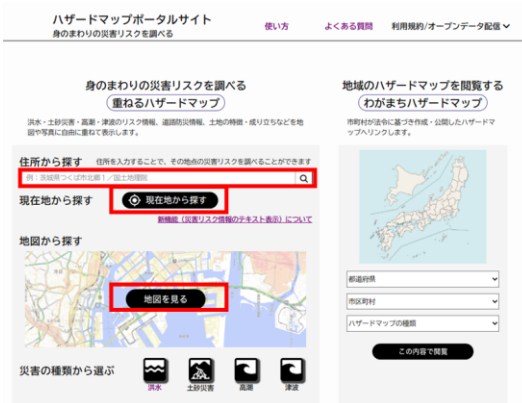 ハザードマップポータルサイト
身のまわりの災害リスクを調べる
使い方
よくある質問
利用規約/オープンデータ配信
身のまわりの災害リスクを調べる
重ねるハザードマップ
洪水・土砂災害・高潮・津波のリスク情報、道路防災情報、土地の特徴・成り立ちなどを地
図や写真に自由に重ねて表示します。
住所から探す 住所を入力することで、その地点の災害リスクを調べることができます
例：茨城県つくば市北郷１／国土地理院
現在地から探す
現在地から探す
新機能（災害リスク情報のテキスト表示）について
地図から探す
地図を見る
災害の種類から選ぶ
洪水
土砂災害
高潮
津波
地域のハザードマップを閲覧する
わがまちハザードマップ
市町村が法令に基づき作成・公開したハザードマ
ップへリンクします。
都道府県
市区町村
ハザードマップの種類
この内容で閲覧